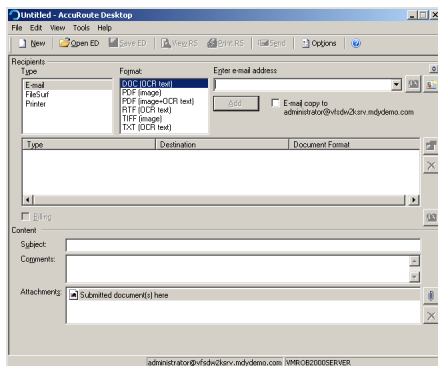 Untitled - AccuRoute Desktop
File Edit View Tools Help
New Open ED Save ED View RS Print RS Send Options
Recipients
Type Format Enter e-mail address
E-mail
FileSurf
Printer
DOC (OCR text)
PDF (image)
PDF (image+OCR text)
RTF (OCR text)
TIFF (image)
TXT (OCR text)
Add E-mail copy to
administrator@vfsdw2ksrv.mdydemo.com
Type Destination Document Format
Billing
Content
Subject:
Comments:
Attachments: Submitted document(s) here
administrator@vfsdw2ksrv.mdydemo.com VMROB2000SERVER